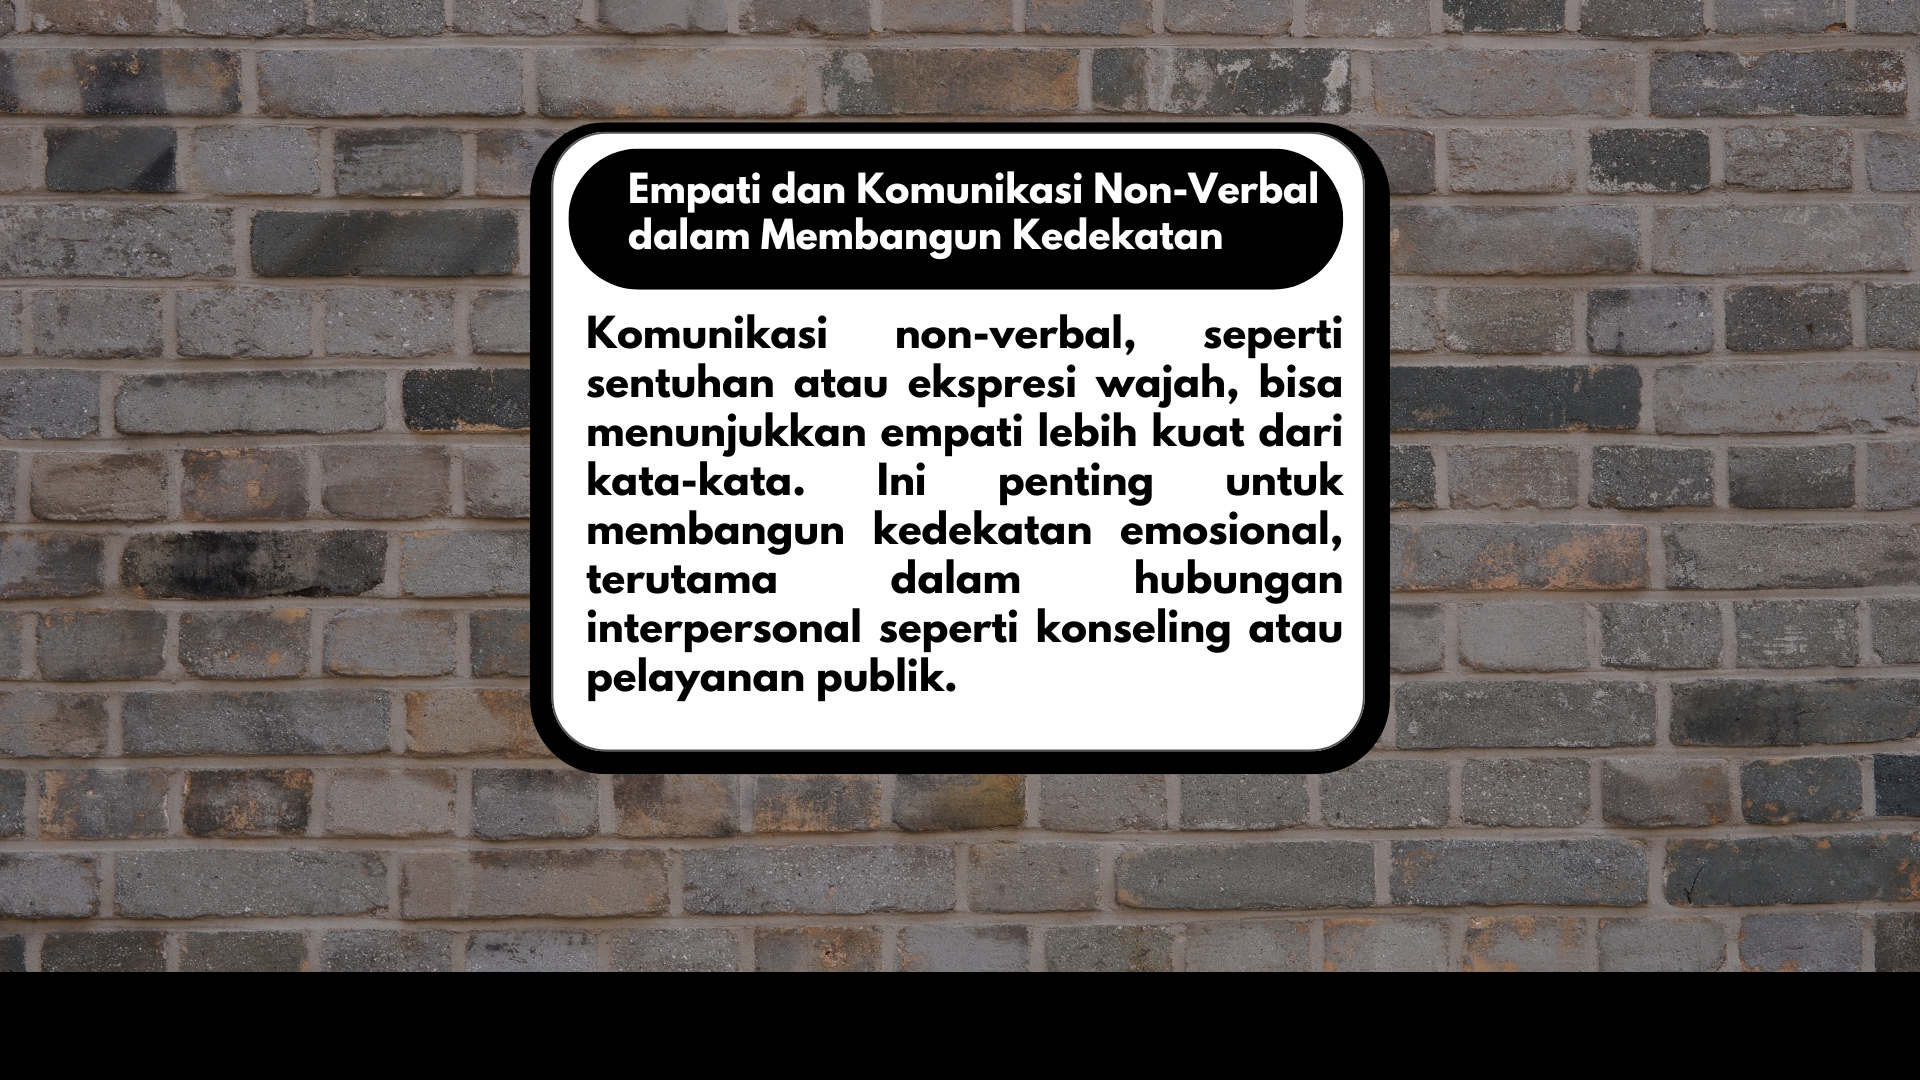 Empati dan Komunikasi Non-Verbal
dalam Membangun Kedekatan
Komunikasi non-verbal, seperti
sentuhan atau ekspresi wajah, bisa
menunjukkan empati lebih kuat dari
kata-kata. Ini penting untuk
membangun kedekatan emosional,
terutama dalam hubungan
interpersonal seperti konseling atau
pelayanan publik.